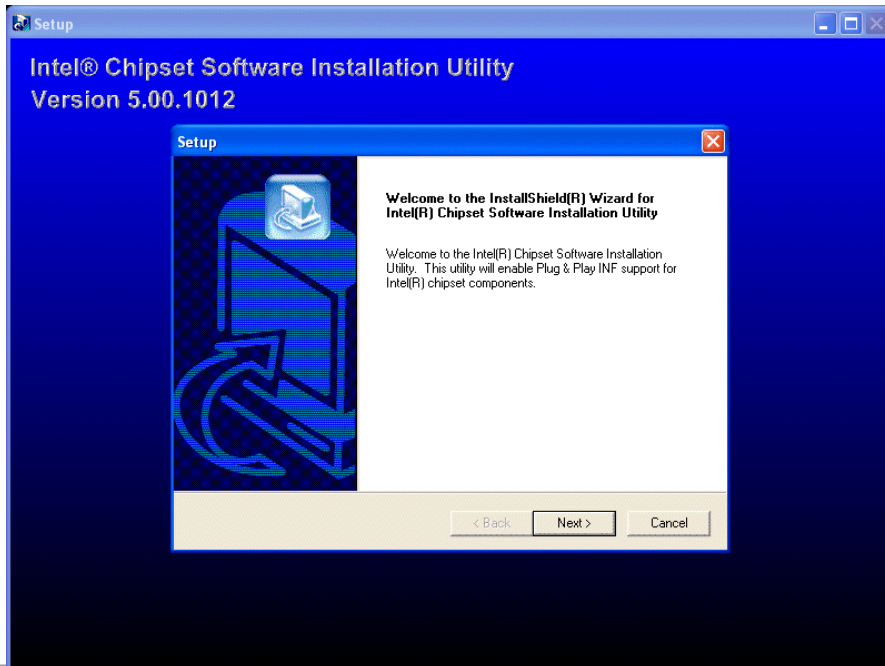 Setup
Intel® Chipset Software Installation Utility
Version 5.00.1012
Setup
Welcome to the InstallShield(R) Wizard for
Intel(R) Chipset Software Installation Utility
Welcome to the Intel(R) Chipset Software Installation
Utility. This utility will enable Plug & Play INF support for
Intel(R) chipset components.
< Back
Next >
Cancel